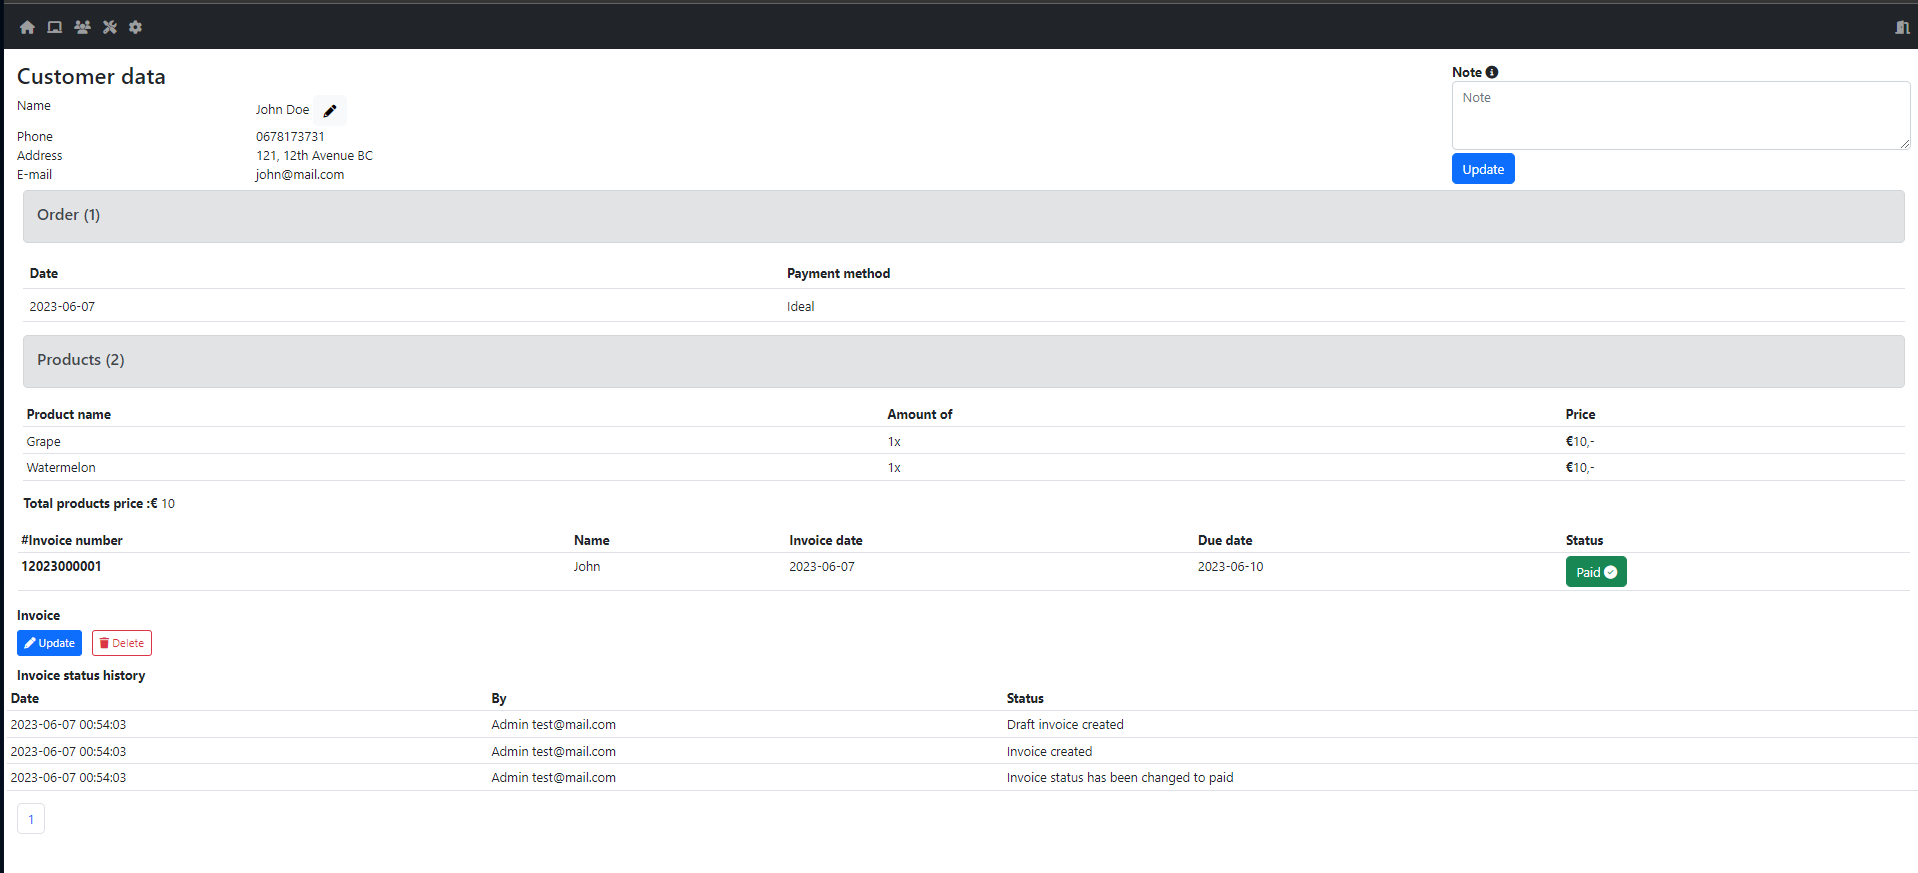 Customer data
Note
Name John Doe
Note
Phone 0678173731
Address 121, 12th Avenue BC
E-mail john@mail.com
Update
Order (1)
Date Payment method
2023-06-07 Ideal
Products (2)
Product name Amount of Price
Grape 1x €10,-
Watermelon 1x €10,-
Total products price :€ 10
#Invoice number Name Invoice date Due date Status
12023000001 John 2023-06-07 2023-06-10 Paid
Invoice
Update Delete
Invoice status history
Date By Status
2023-06-07 00:54:03 Admin test@mail.com Draft invoice created
2023-06-07 00:54:03 Admin test@mail.com Invoice created
2023-06-07 00:54:03 Admin test@mail.com Invoice status has been changed to paid
1